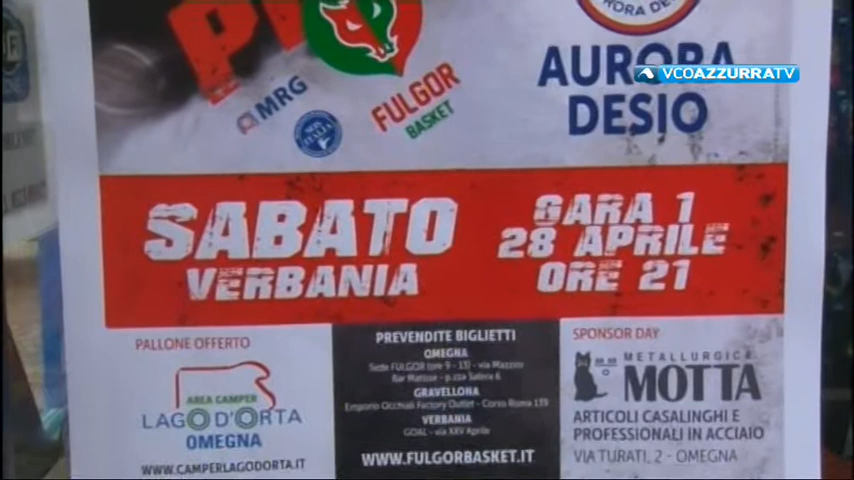 AURORA
DESIO
VCOAZZURRATV
MRG
FULGOR
BASKET
SABATO
VERBANIA
GARA 1
28 APRILE
ORE 21
PALLONE OFFERTO
AREA CAMPER
LAGO D'ORTA
OMEGNA
WWW.CAMPERLAGODORTA.IT
PREVENDITE BIGLIETTI
OMEGNA
Sede FULGOR (ore 9 - 13) - via Mazzini
Bar Matisse - p.zza Salera 6
GRAVELLONA
Emporio Occhiali Factory Outlet - Corso Roma 139
VERBANIA
GOAL - via XXV Aprile
WWW.FULGORBASKET.IT
SPONSOR DAY
METALLURGICA
MOTTA
ARTICOLI CASALINGHI E
PROFESSIONALI IN ACCIAIO
VIA TURATI, 2 - OMEGNA